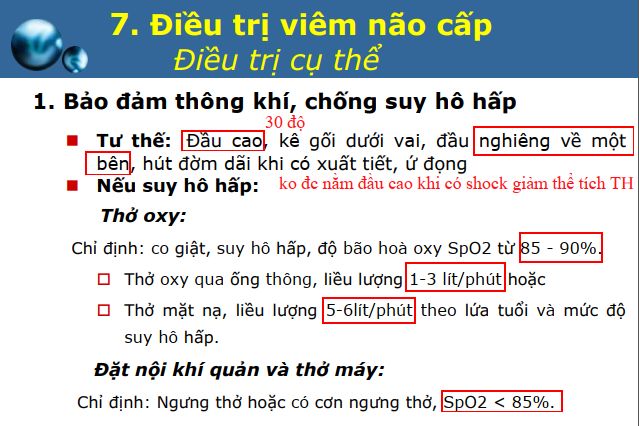 7. Điều trị viêm não cấp
Điều trị cụ thể
1. Bảo đảm thông khí, chống suy hô hấp
30 độ
Tư thế: Đầu cao, kê gối dưới vai, đầu nghiêng về một
bên, hút đờm dãi khi có xuất tiết, ứ đọng
Nếu suy hô hấp: ko đc nằm đầu cao khi có shock giảm thể tích TH
Thở oxy:
Chỉ định: co giật, suy hô hấp, độ bão hoà oxy SpO2 từ 85 - 90%.
Thở oxy qua ống thông, liều lượng 1-3 lít/phút hoặc
Thở mặt nạ, liều lượng 5-6lít/phút theo lứa tuổi và mức độ
suy hô hấp.
Đặt nội khí quản và thở máy:
Chỉ định: Ngưng thở hoặc có cơn ngưng thở, SpO2 < 85%.